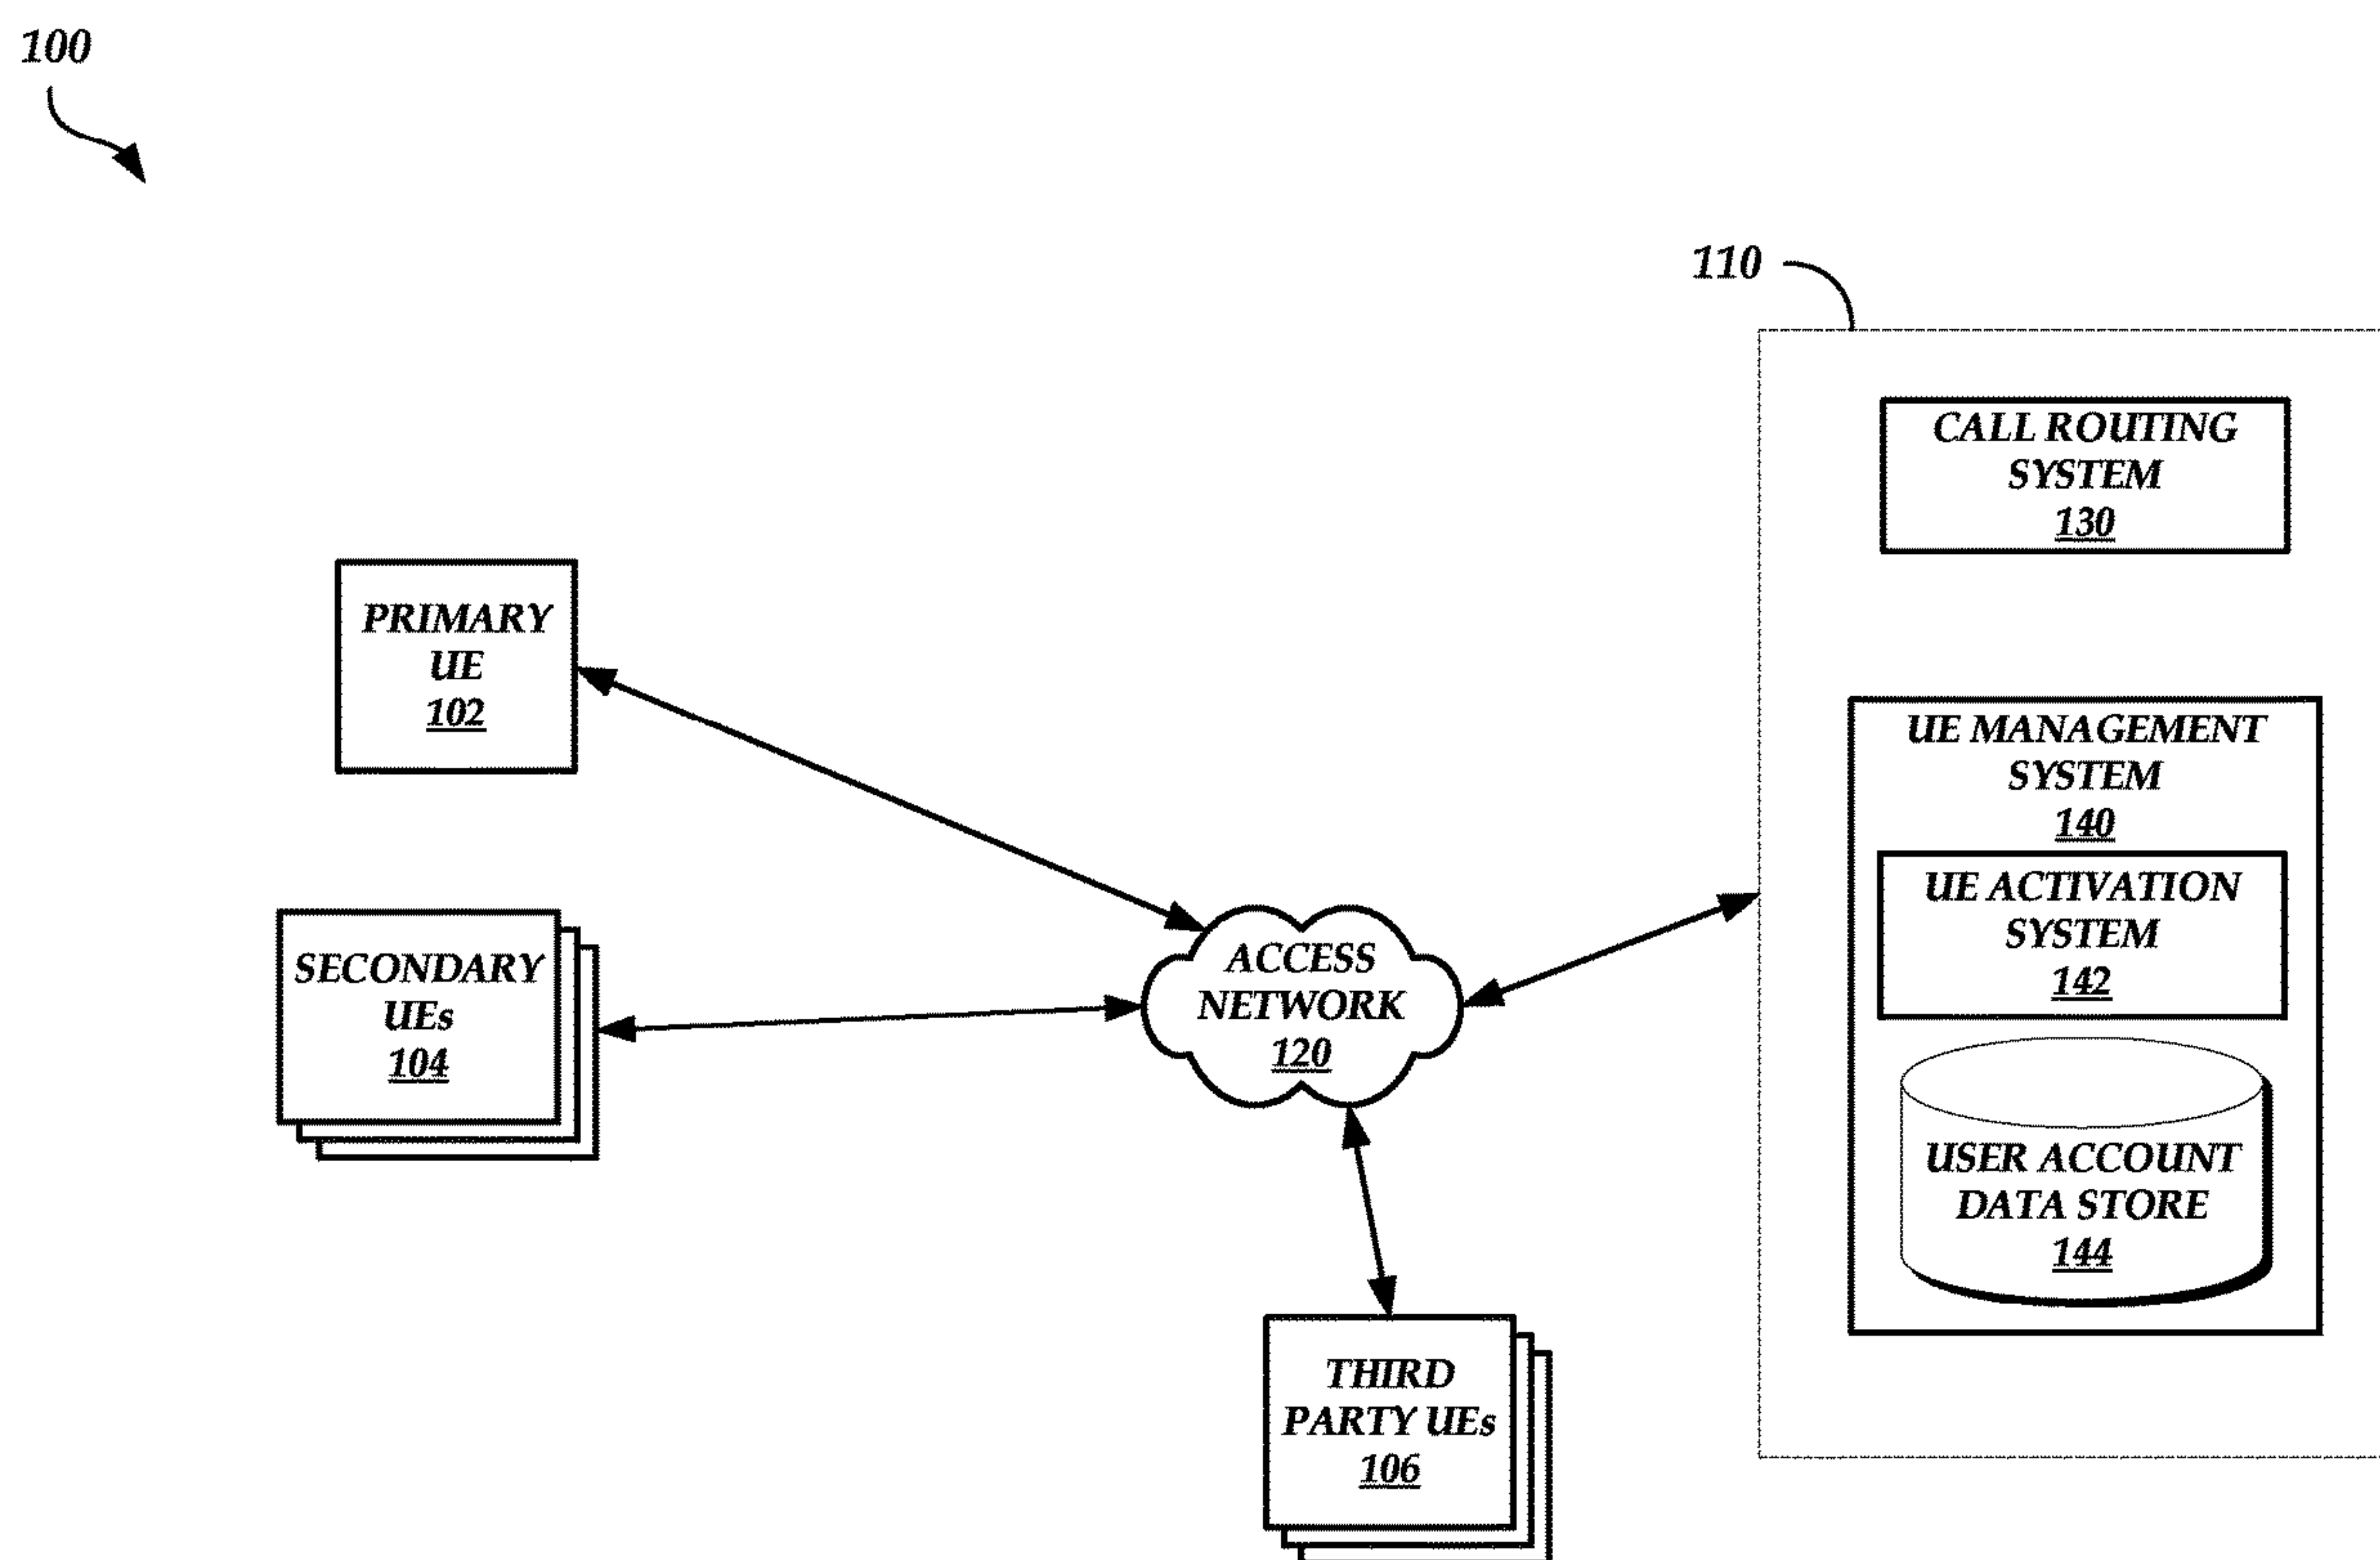 100
110
CALL ROUTING
SYSTEM
130
PRIMARY
UE
102
UE MANAGEMENT
SYSTEM
140
UE ACTIVATION
SYSTEM
142
SECONDARY
UEs
104
ACCESS
NETWORK
120
USER ACCOUNT
DATA STORE
144
THIRD
PARTY UEs
106